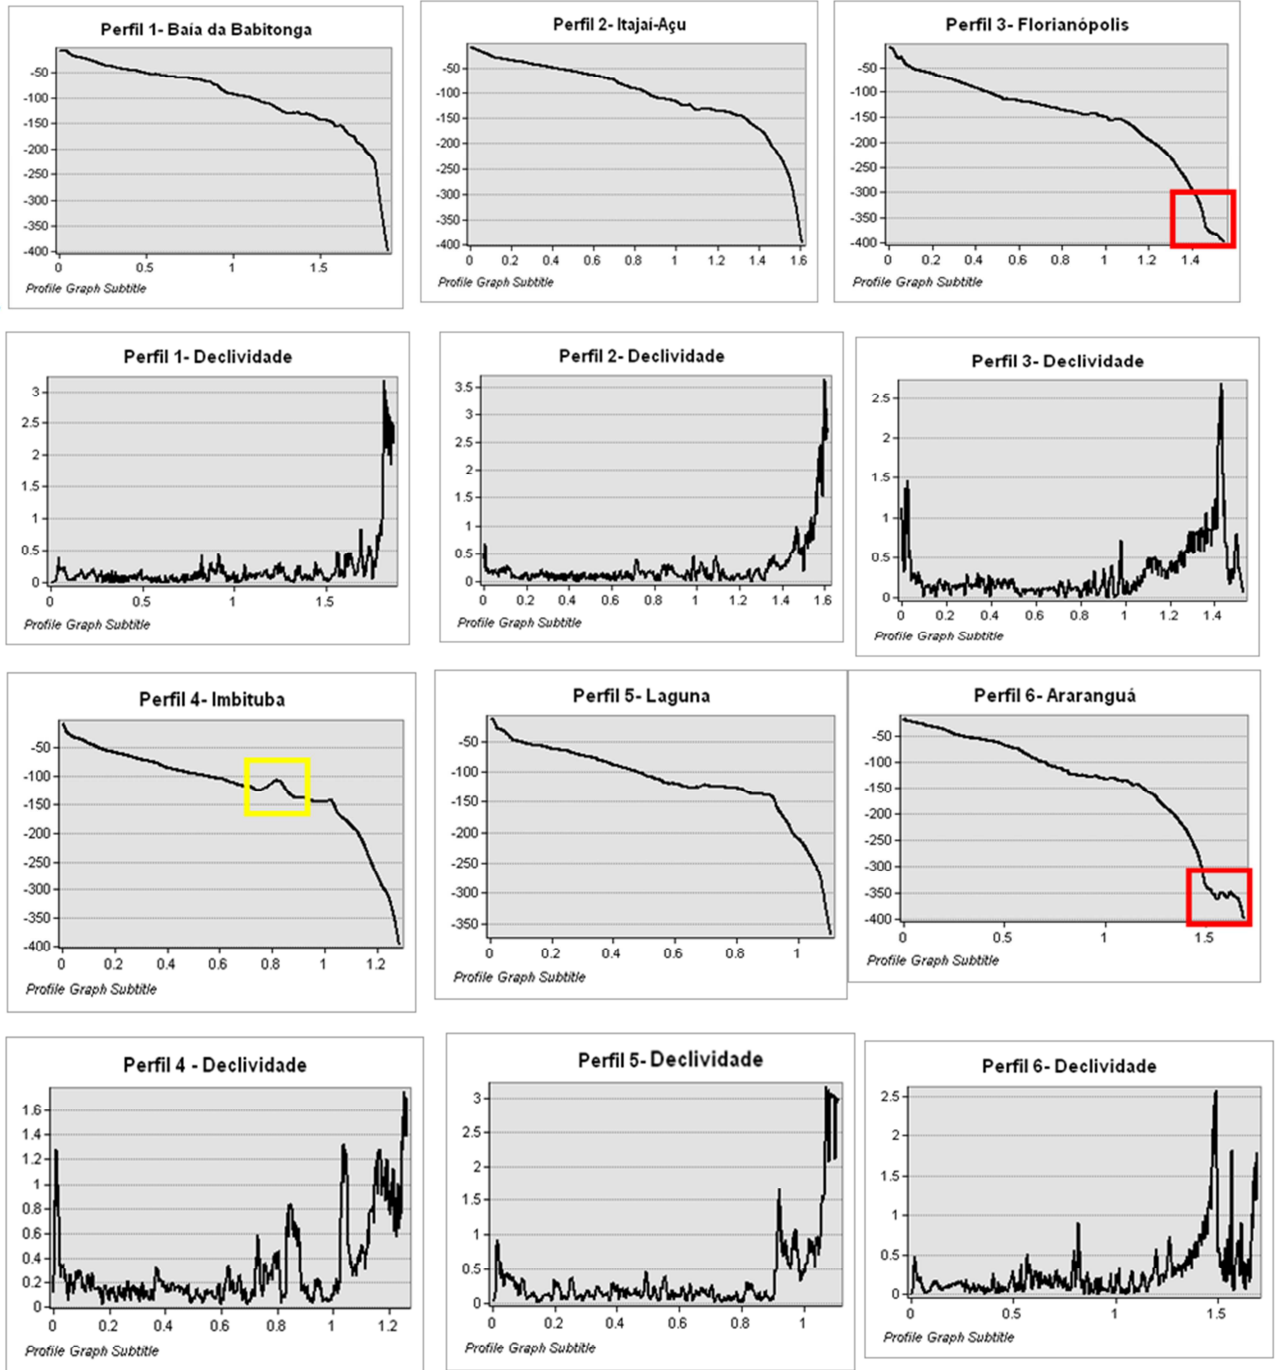 Perfil 1- Baía da Babitonga
-50
-100
-150
-200
-250
-300
-350
-400
0 0.5 1 1.5
Profile Graph Subtitle
Perfil 2- Itajaí-Açu
-50
-100
-150
-200
-250
-300
-350
-400
0 0.2 0.4 0.6 0.8 1 1.2 1.4 1.6
Profile Graph Subtitle
Perfil 3- Florianópolis
-50
-100
-150
-200
-250
-300
-350
-400
0 0.2 0.4 0.6 0.8 1 1.2 1.4
Profile Graph Subtitle
Perfil 1- Declividade
3
2.5
2
1.5
1
0.5
0
0 0.5 1 1.5
Profile Graph Subtitle
Perfil 2- Declividade
3.5
3
2.5
2
1.5
1
0.5
0
0 0.2 0.4 0.6 0.8 1 1.2 1.4 1.6
Profile Graph Subtitle
Perfil 3- Declividade
2.5
2
1.5
1
0.5
0
0 0.2 0.4 0.6 0.8 1 1.2 1.4
Profile Graph Subtitle
Perfil 4- Imbituba
-50
-100
-150
-200
-250
-300
-350
-400
0 0.2 0.4 0.6 0.8 1 1.2
Profile Graph Subtitle
Perfil 5- Laguna
-50
-100
-150
-200
-250
-300
-350
0 0.2 0.4 0.6 0.8 1
Profile Graph Subtitle
Perfil 6- Araranguá
-50
-100
-150
-200
-250
-300
-350
-400
0 0.5 1 1.5
Profile Graph Subtitle
Perfil 4 - Declividade
1.6
1.4
1.2
1
0.8
0.6
0.4
0.2
0
0 0.2 0.4 0.6 0.8 1 1.2
Profile Graph Subtitle
Perfil 5- Declividade
3
2.5
2
1.5
1
0.5
0
0 0.2 0.4 0.6 0.8 1
Profile Graph Subtitle
Perfil 6- Declividade
2.5
2
1.5
1
0.5
0
0 0.5 1 1.5
Profile Graph Subtitle